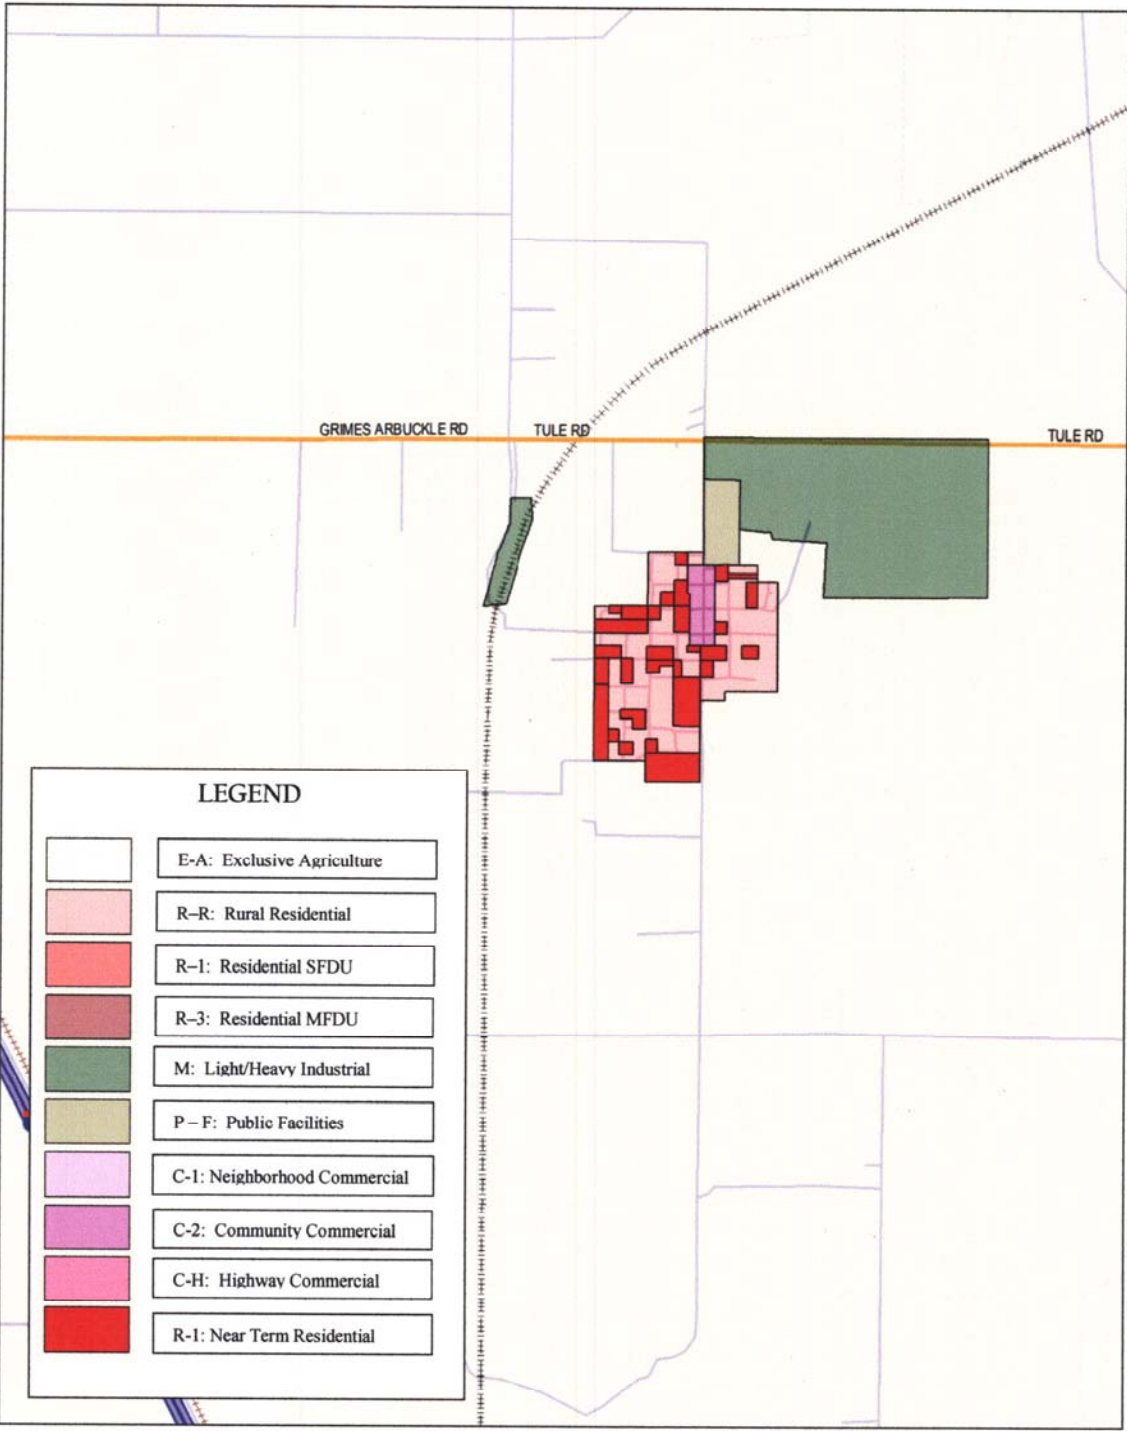 GRIMES ARBUCKLE RD
TULE RD
TULE RD
LEGEND
E-A: Exclusive Agriculture
R–R: Rural Residential
R–1: Residential SFDU
R–3: Residential MFDU
M: Light/Heavy Industrial
P – F: Public Facilities
C-1: Neighborhood Commercial
C-2: Community Commercial
C-H: Highway Commercial
R-1: Near Term Residential